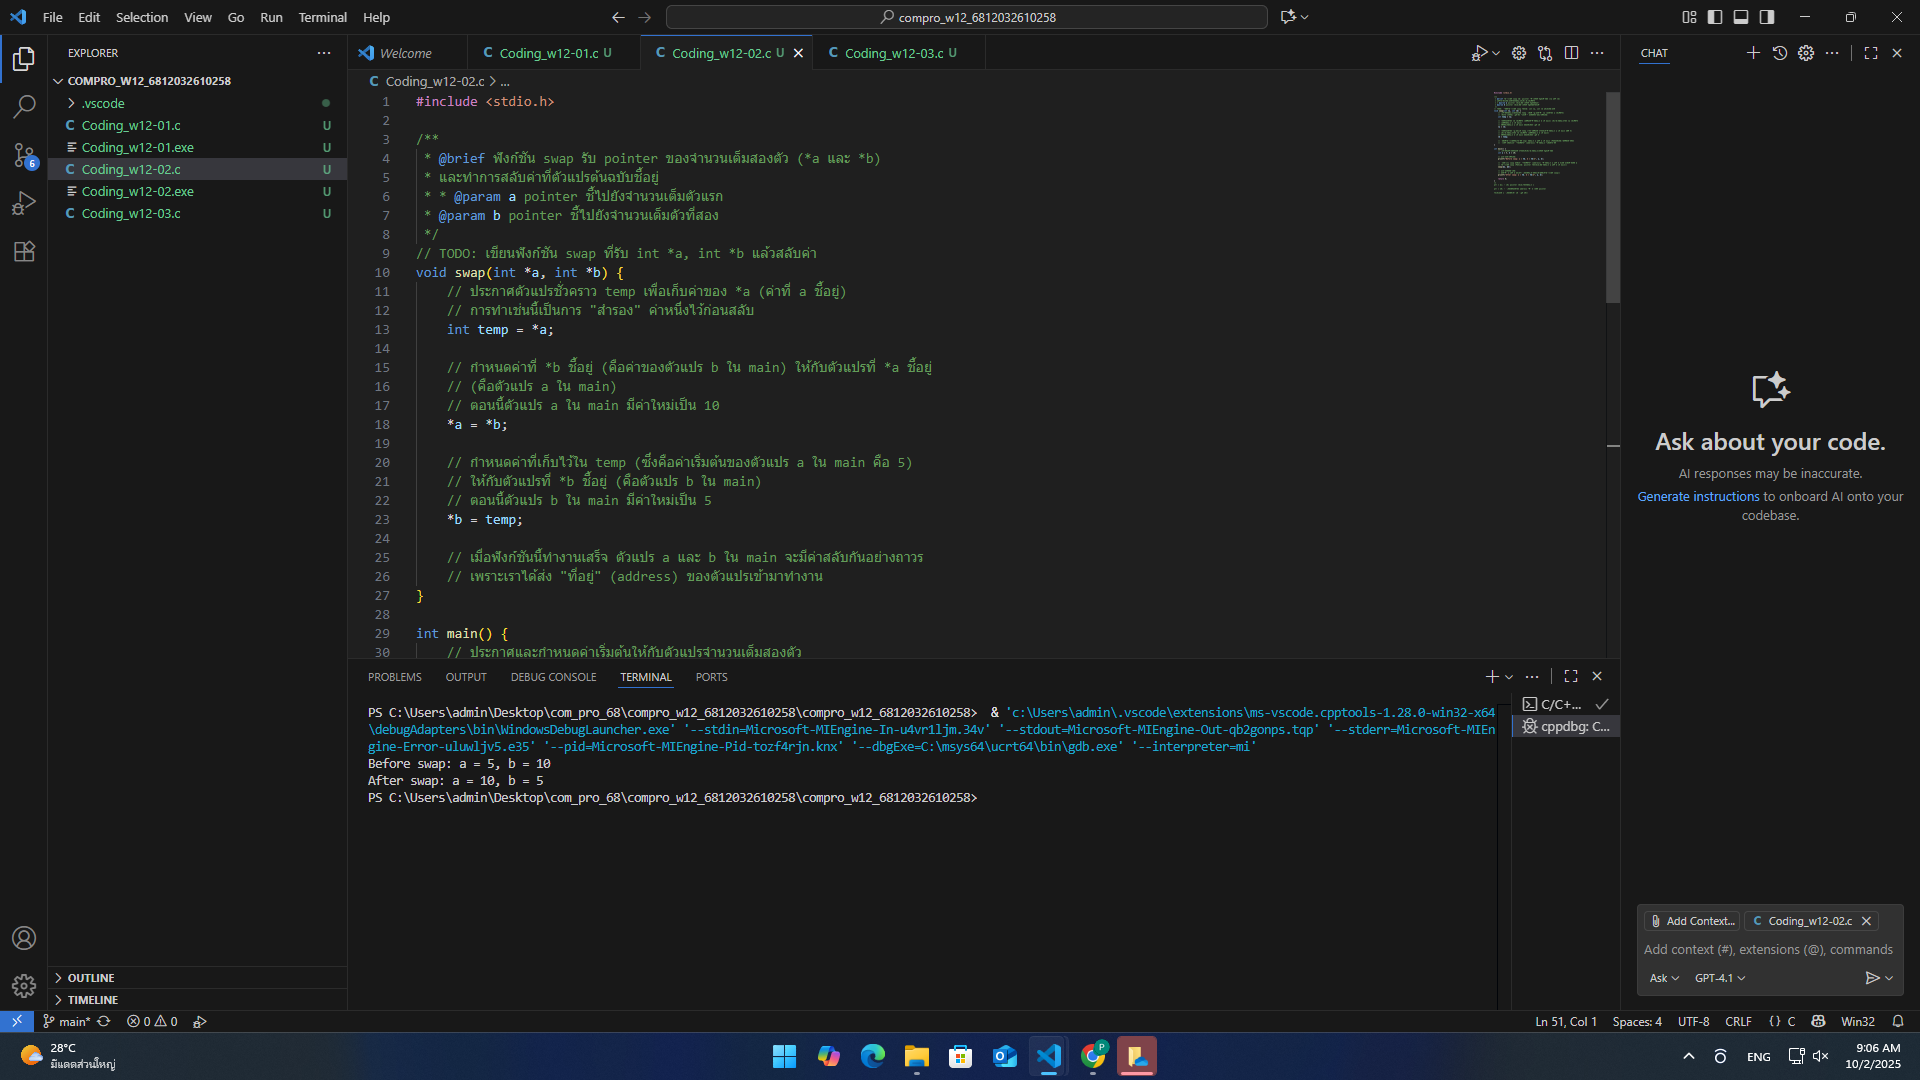 File Edit Selection View Go Run Terminal Help
compro_w12_6812032610258
EXPLORER
COMPRO_W12_6812032610258
.vscode
Coding_w12-01.c U
Coding_w12-01.exe U
Coding_w12-02.c U
Coding_w12-02.exe U
Coding_w12-03.c U
OUTLINE
TIMELINE
Welcome
Coding_w12-01.c U
Coding_w12-02.c U
Coding_w12-03.c U
Coding_w12-02.c > ...
1 #include <stdio.h>
2
3 /**
4 * @brief ฟังก์ชัน swap รับ pointer ของจำนวนเต็มสองตัว (*a และ *b)
5 * และทำการสลับค่าที่ตัวแปรต้นฉบับชี้อยู่
6 * * @param a pointer ชี้ไปยังจำนวนเต็มตัวแรก
7 * @param b pointer ชี้ไปยังจำนวนเต็มตัวที่สอง
8 */
9 // TODO: เขียนฟังก์ชัน swap ที่รับ int *a, int *b แล้วสลับค่า
10 void swap(int *a, int *b) {
11 // ประกาศตัวแปรชั่วคราว temp เพื่อเก็บค่าของ *a (ค่าที่ a ชี้อยู่)
12 // การทำเช่นนี้เป็นการ "สำรอง" ค่าหนึ่งไว้ก่อนสลับ
13 int temp = *a;
14
15 // กำหนดค่าที่ *b ชี้อยู่ (คือค่าของตัวแปร b ใน main) ให้กับตัวแปรที่ *a ชี้อยู่
16 // (คือตัวแปร a ใน main)
17 // ตอนนี้ตัวแปร a ใน main มีค่าใหม่เป็น 10
18 *a = *b;
19
20 // กำหนดค่าที่เก็บไว้ใน temp (ซึ่งคือค่าเริ่มต้นของตัวแปร a ใน main คือ 5)
21 // ให้กับตัวแปรที่ *b ชี้อยู่ (คือตัวแปร b ใน main)
22 // ตอนนี้ตัวแปร b ใน main มีค่าใหม่เป็น 5
23 *b = temp;
24
25 // เมื่อฟังก์ชันนี้ทำงานเสร็จ ตัวแปร a และ b ใน main จะมีค่าสลับกันอย่างถาวร
26 // เพราะเราได้ส่ง "ที่อยู่" (address) ของตัวแปรเข้ามาทำงาน
27 }
28
29 int main() {
30 // ประกาศและกำหนดค่าเริ่มต้นให้กับตัวแปรจำนวนเต็มสองตัว
PROBLEMS OUTPUT DEBUG CONSOLE TERMINAL PORTS
PS C:\Users\admin\Desktop\com_pro_68\compro_w12_6812032610258\compro_w12_6812032610258> & 'c:\Users\admin\.vscode\extensions\ms-vscode.cpptools-1.28.0-win32-x64
\debugAdapters\bin\WindowsDebugLauncher.exe' '--stdin=Microsoft-MIEngine-In-u4vr1ljm.34v' '--stdout=Microsoft-MIEngine-Out-qb2gonps.tqp' '--stderr=Microsoft-MIEn
gine-Error-uluwljv5.e35' '--pid=Microsoft-MIEngine-Pid-tozf4rjn.knx' '--dbgExe=C:\msys64\ucrt64\bin\gdb.exe' '--interpreter=mi'
Before swap: a = 5, b = 10
After swap: a = 10, b = 5
PS C:\Users\admin\Desktop\com_pro_68\compro_w12_6812032610258\compro_w12_6812032610258>
C/C+...
cppdbg: C...
CHAT
Ask about your code.
AI responses may be inaccurate.
Generate instructions to onboard AI onto your
codebase.
Add Context... C Coding_w12-02.c
Add context (#), extensions (@), commands
Ask GPT-4.1
6
main* 0 0
Ln 51, Col 1 Spaces: 4 UTF-8 CRLF {} C Win32
28°C
มีแดดส่วนใหญ่
P
ENG
9:06 AM
10/2/2025